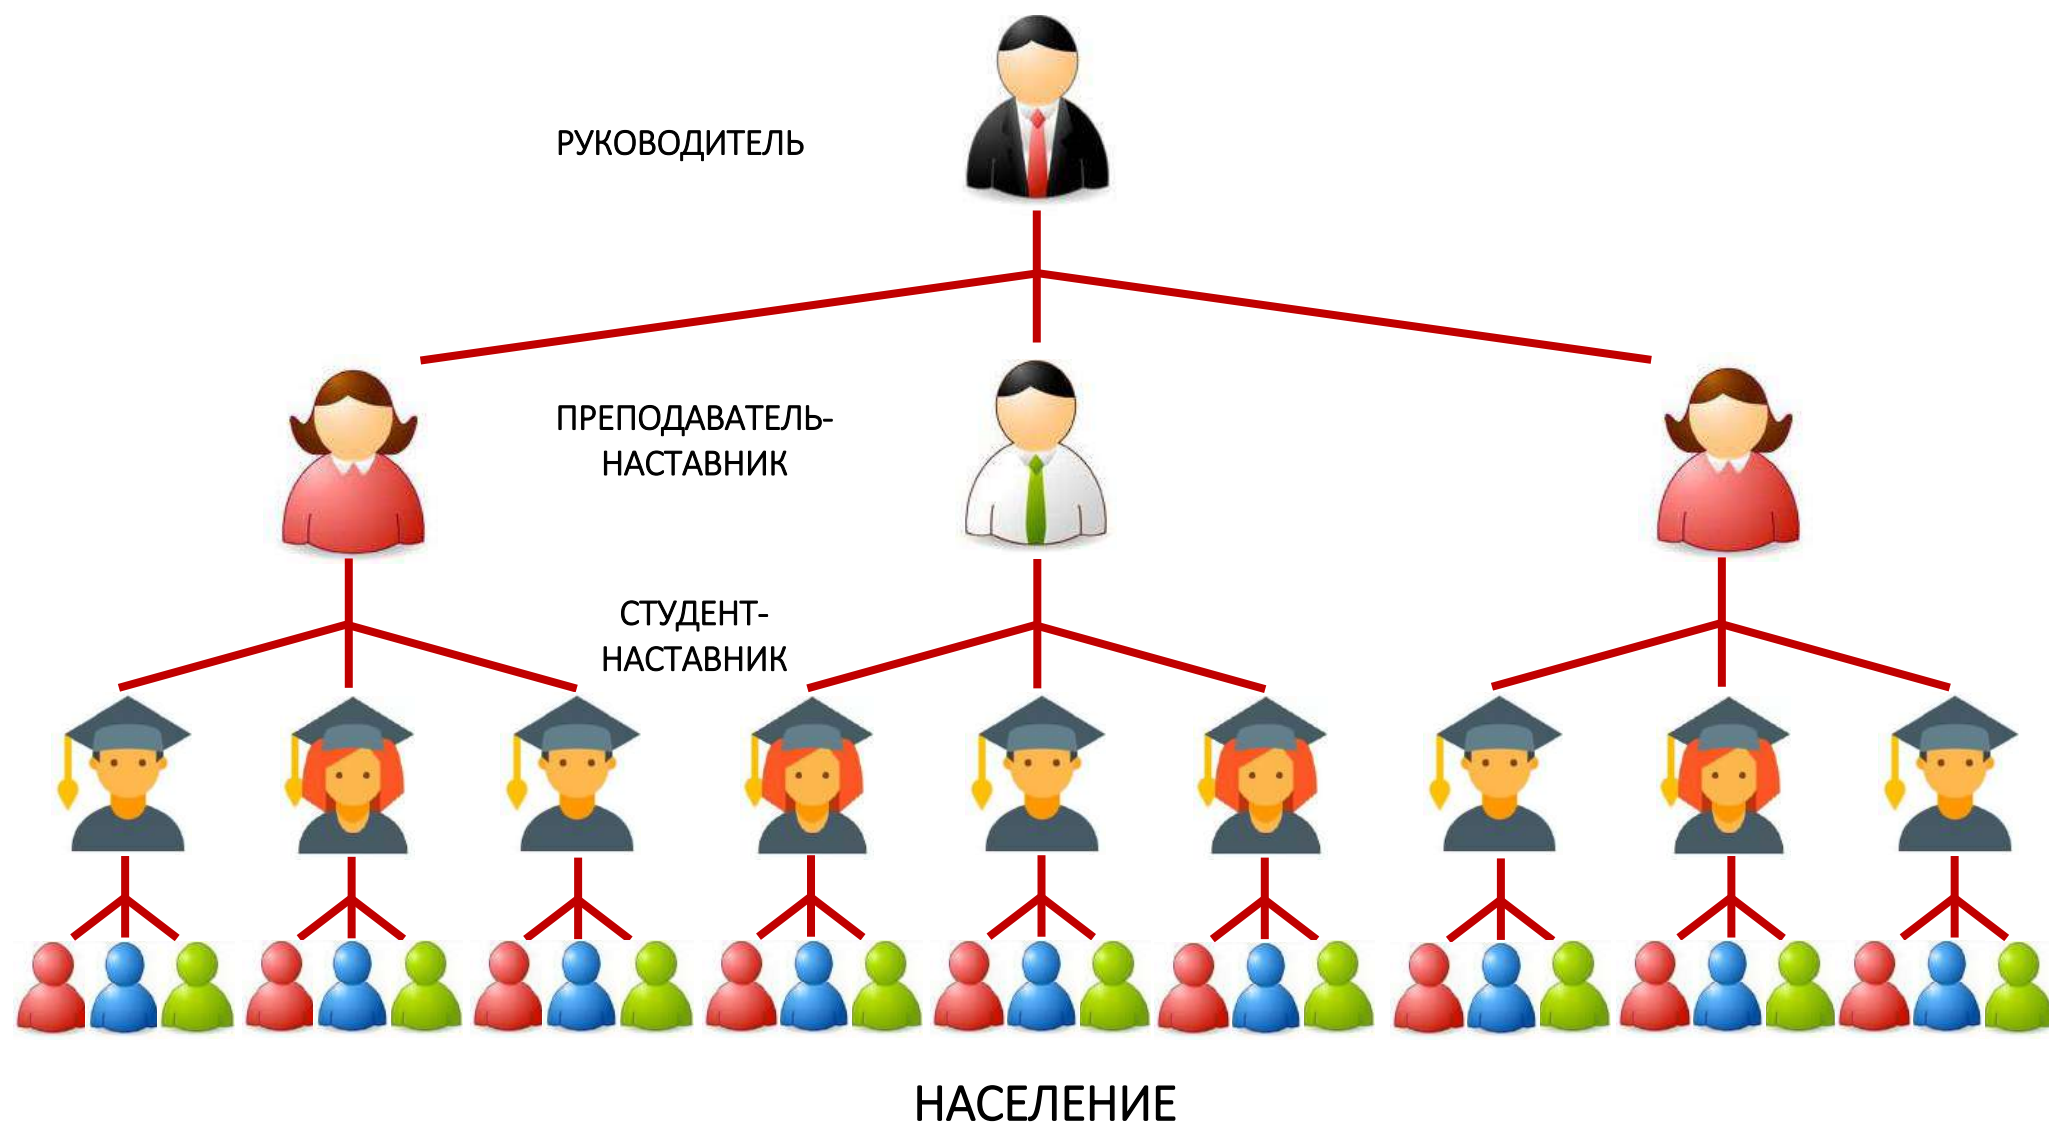 РУКОВОДИТЕЛЬ
ПРЕПОДАВАТЕЛЬ-
НАСТАВНИК
СТУДЕНТ-
НАСТАВНИК
НАСЕЛЕНИЕ